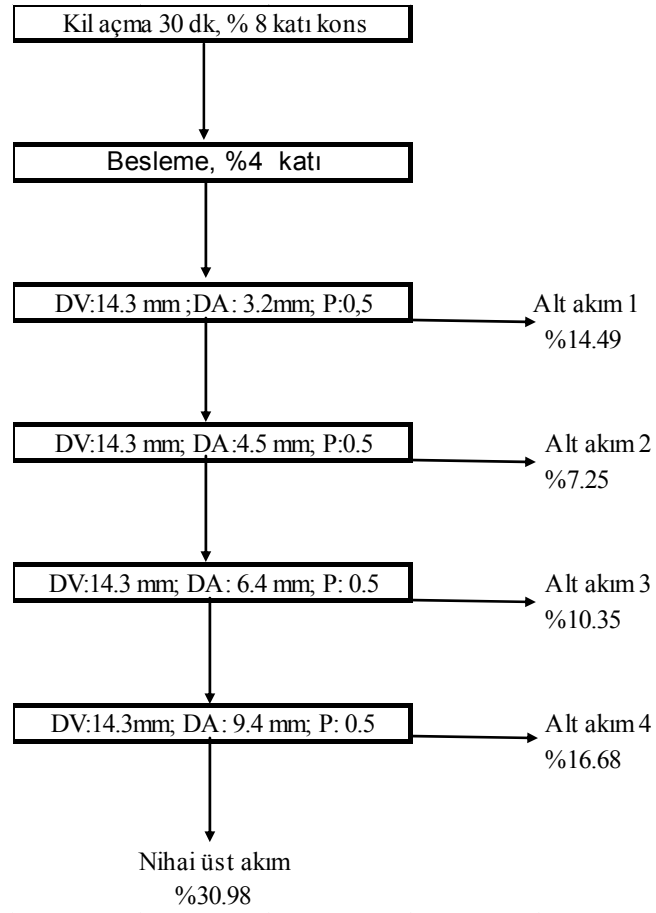 Kil açma 30 dk, % 8 katı kons
Besleme, %4 katı
DV:14.3 mm ;DA: 3.2mm; P:0,5
Alt akım 1
%14.49
DV:14.3 mm; DA:4.5 mm; P:0.5
Alt akım 2
%7.25
DV:14.3 mm; DA: 6.4 mm; P: 0.5
Alt akım 3
%10.35
DV:14.3mm; DA: 9.4 mm; P: 0.5
Alt akım 4
%16.68
Nihai üst akım
%30.98